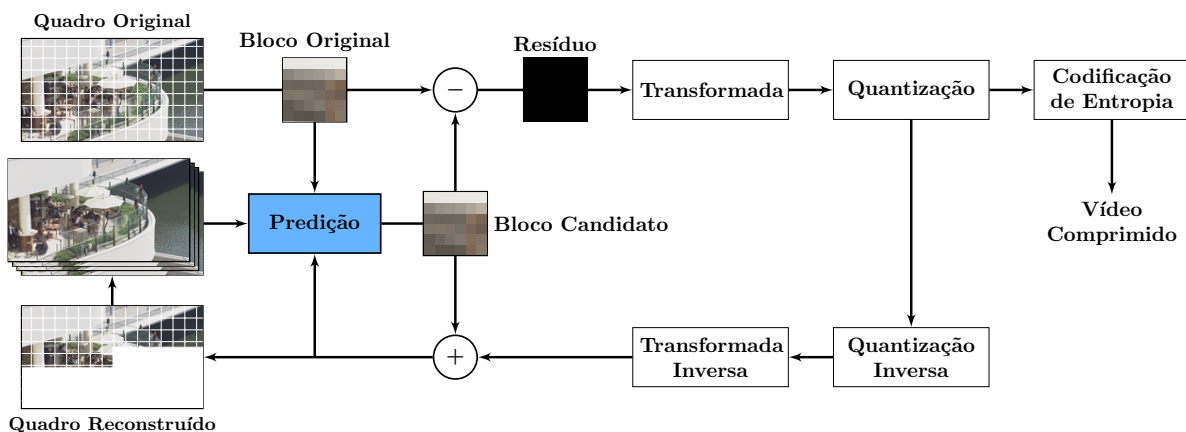 Quadro Original
Bloco Original
Resíduo
−
Transformada
Quantização
Codificação
de Entropia
Predição
Bloco Candidato
Vídeo
Comprimido
+
Transformada
Inversa
Quantização
Inversa
Quadro Reconstruído